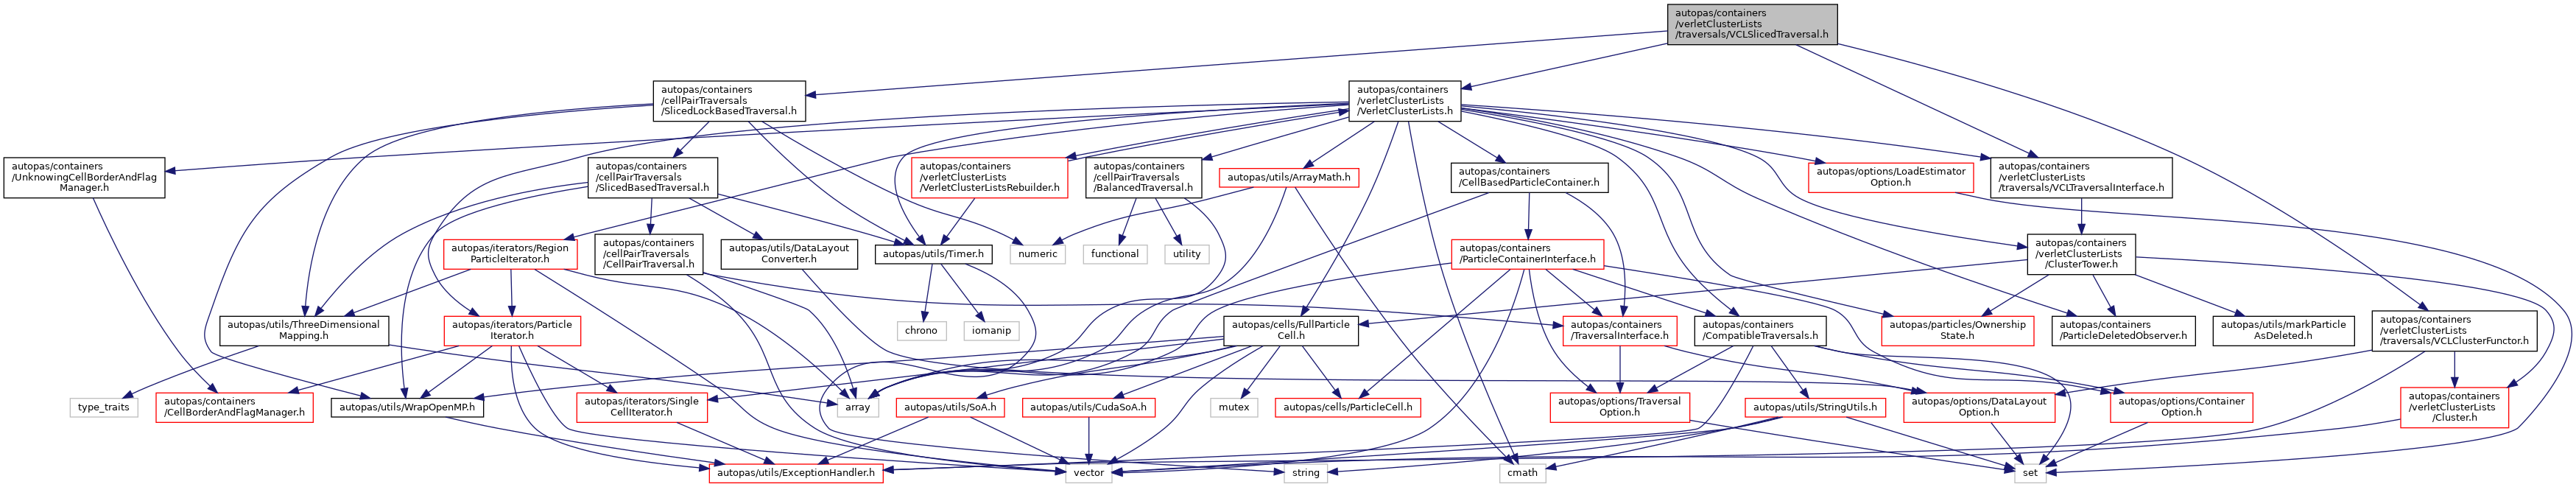 autopas/containers
/verletClusterLists
/traversals/VCLSlicedTraversal.h
autopas/containers
/cellPairTraversals
/SlicedLockBasedTraversal.h
autopas/containers
/verletClusterLists
/VerletClusterLists.h
autopas/containers
/UnknowingCellBorderAndFlag
Manager.h
autopas/containers
/cellPairTraversals
/SlicedBasedTraversal.h
autopas/containers
/verletClusterLists
/VerletClusterListsRebuilder.h
autopas/containers
/cellPairTraversals
/BalancedTraversal.h
autopas/utils/ArrayMath.h
autopas/containers
/CellBasedParticleContainer.h
autopas/options/LoadEstimator
Option.h
autopas/containers
/verletClusterLists
/traversals/VCLTraversalInterface.h
autopas/iterators/Region
ParticleIterator.h
autopas/containers
/cellPairTraversals
/CellPairTraversal.h
autopas/utils/DataLayout
Converter.h
autopas/utils/Timer.h
numeric
functional
utility
autopas/containers
/ParticleContainerInterface.h
autopas/containers
/verletClusterLists
/ClusterTower.h
autopas/utils/ThreeDimensional
Mapping.h
autopas/iterators/Particle
Iterator.h
chrono
iomanip
autopas/cells/FullParticle
Cell.h
autopas/containers
/TraversalInterface.h
autopas/containers
/CompatibleTraversals.h
autopas/particles/Ownership
State.h
autopas/containers
/ParticleDeletedObserver.h
autopas/utils/markParticle
AsDeleted.h
autopas/containers
/verletClusterLists
/traversals/VCLClusterFunctor.h
type_traits
autopas/containers
/CellBorderAndFlagManager.h
autopas/utils/WrapOpenMP.h
autopas/iterators/Single
CellIterator.h
array
autopas/utils/SoA.h
autopas/utils/CudaSoA.h
mutex
autopas/cells/ParticleCell.h
autopas/options/Traversal
Option.h
autopas/utils/StringUtils.h
autopas/options/DataLayout
Option.h
autopas/options/Container
Option.h
autopas/containers
/verletClusterLists
/Cluster.h
autopas/utils/ExceptionHandler.h
vector
string
cmath
set